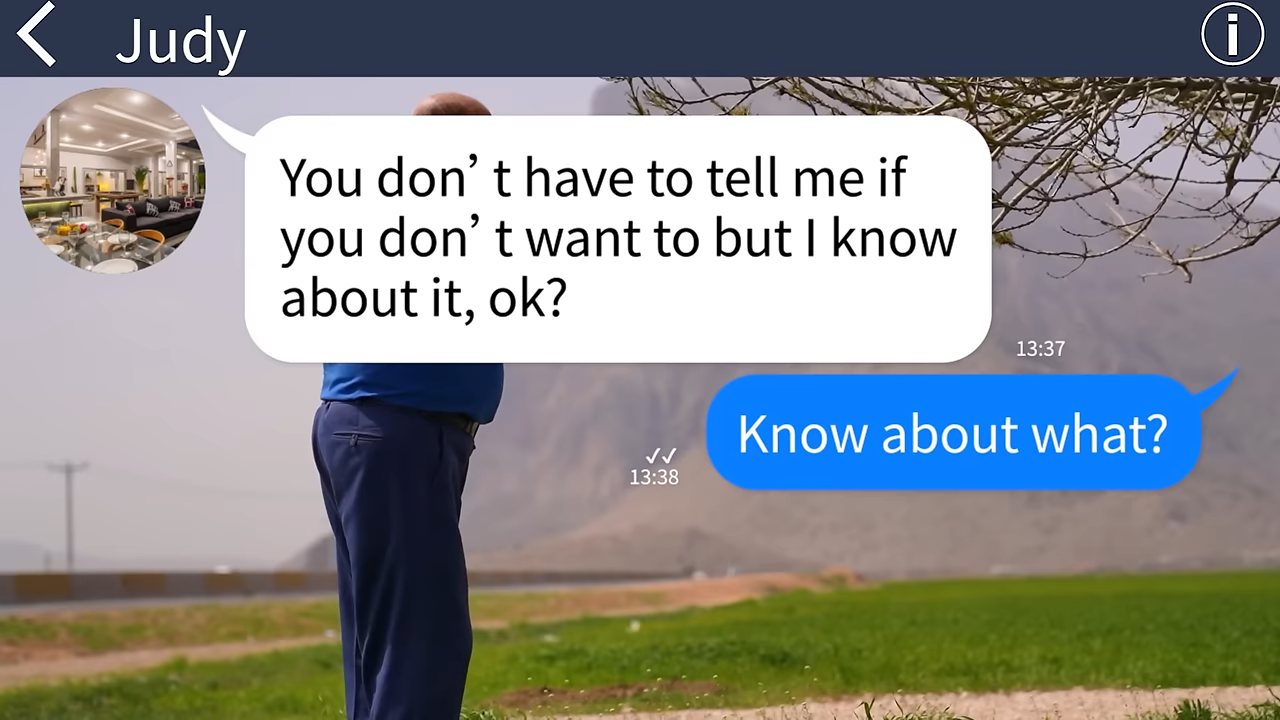 Judy
You don’ t have to tell me if
you don’ t want to but I know
about it, ok?
13:37
Know about what?
13:38